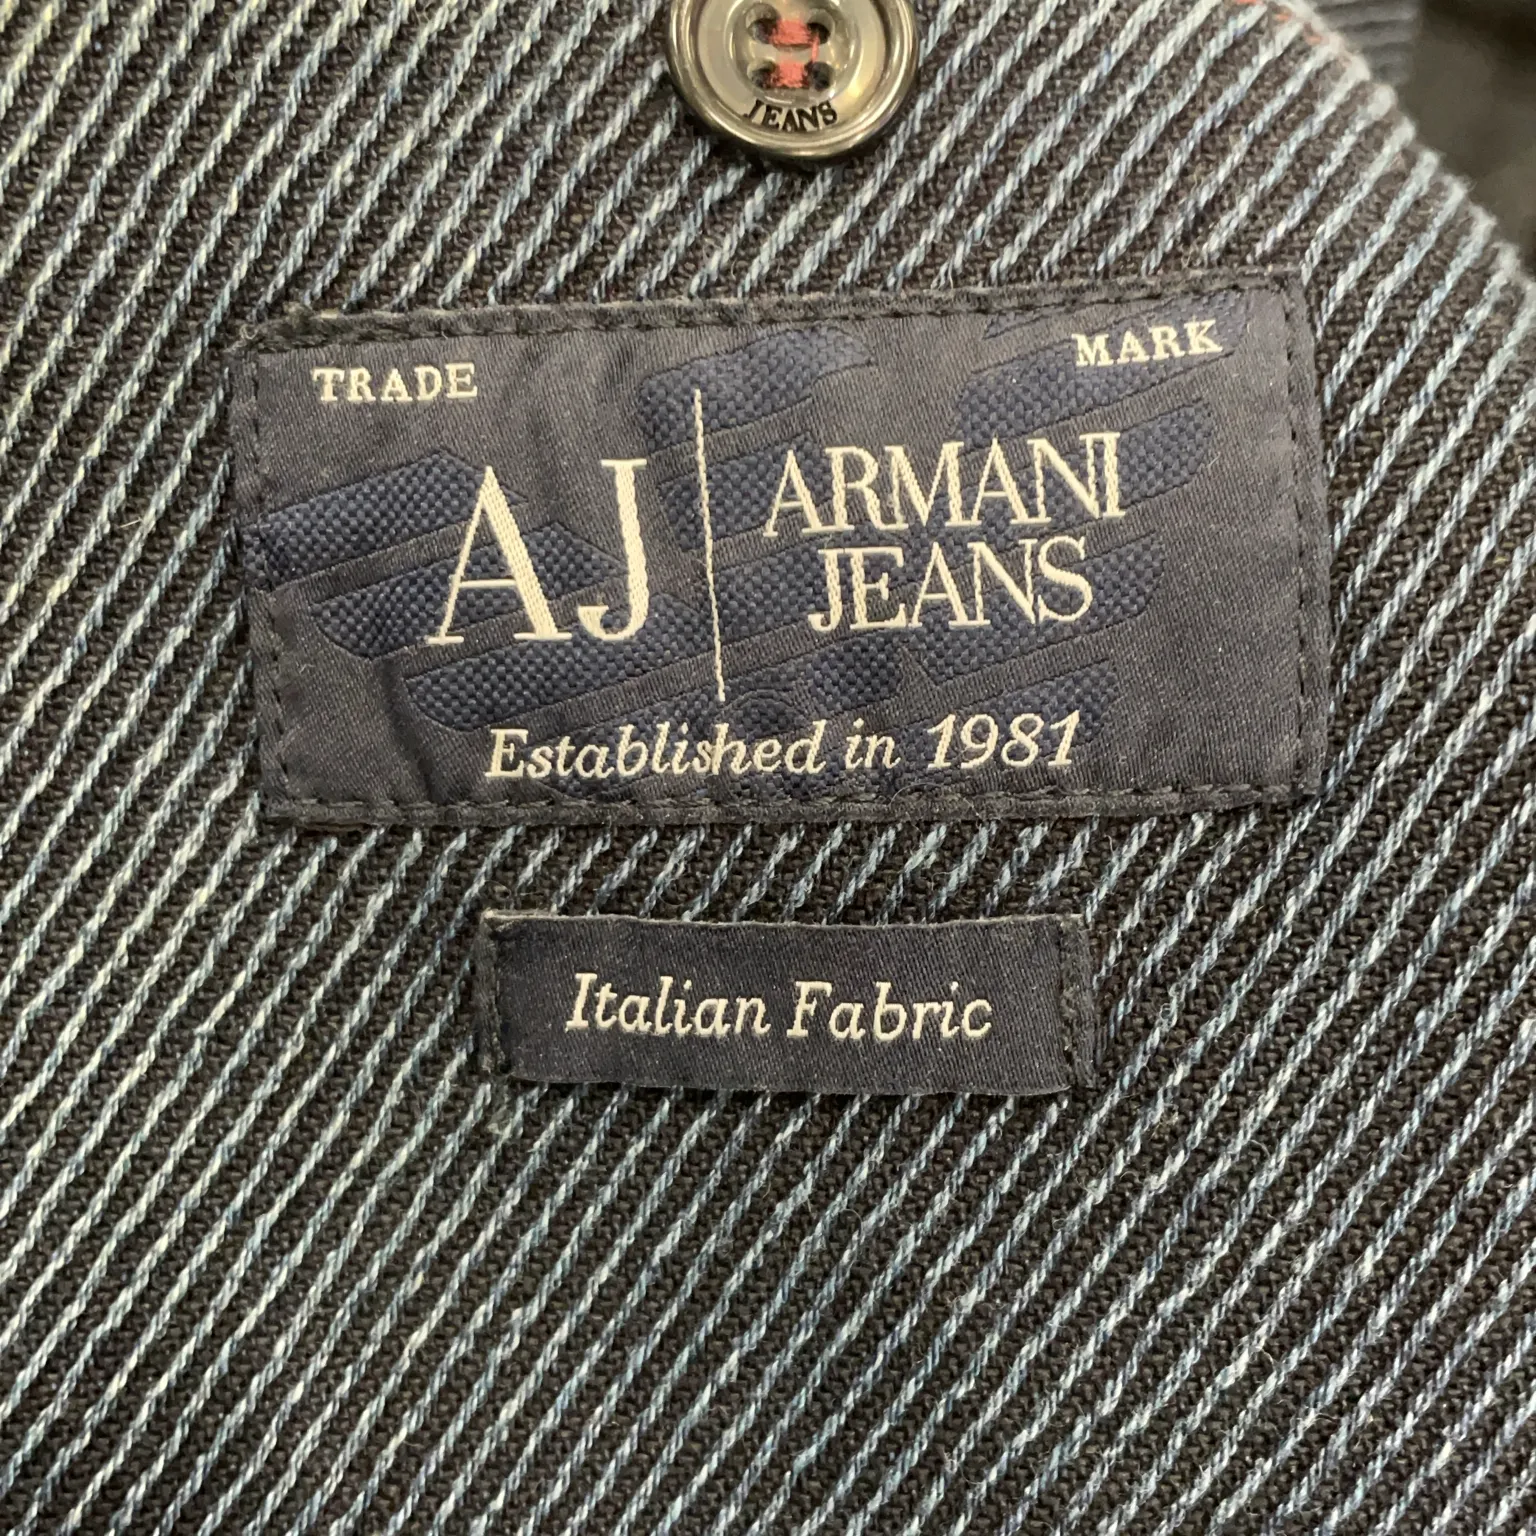 JEANS
TRADE MARK
AJ ARMANI
JEANS
Established in 1981
Italian Fabric